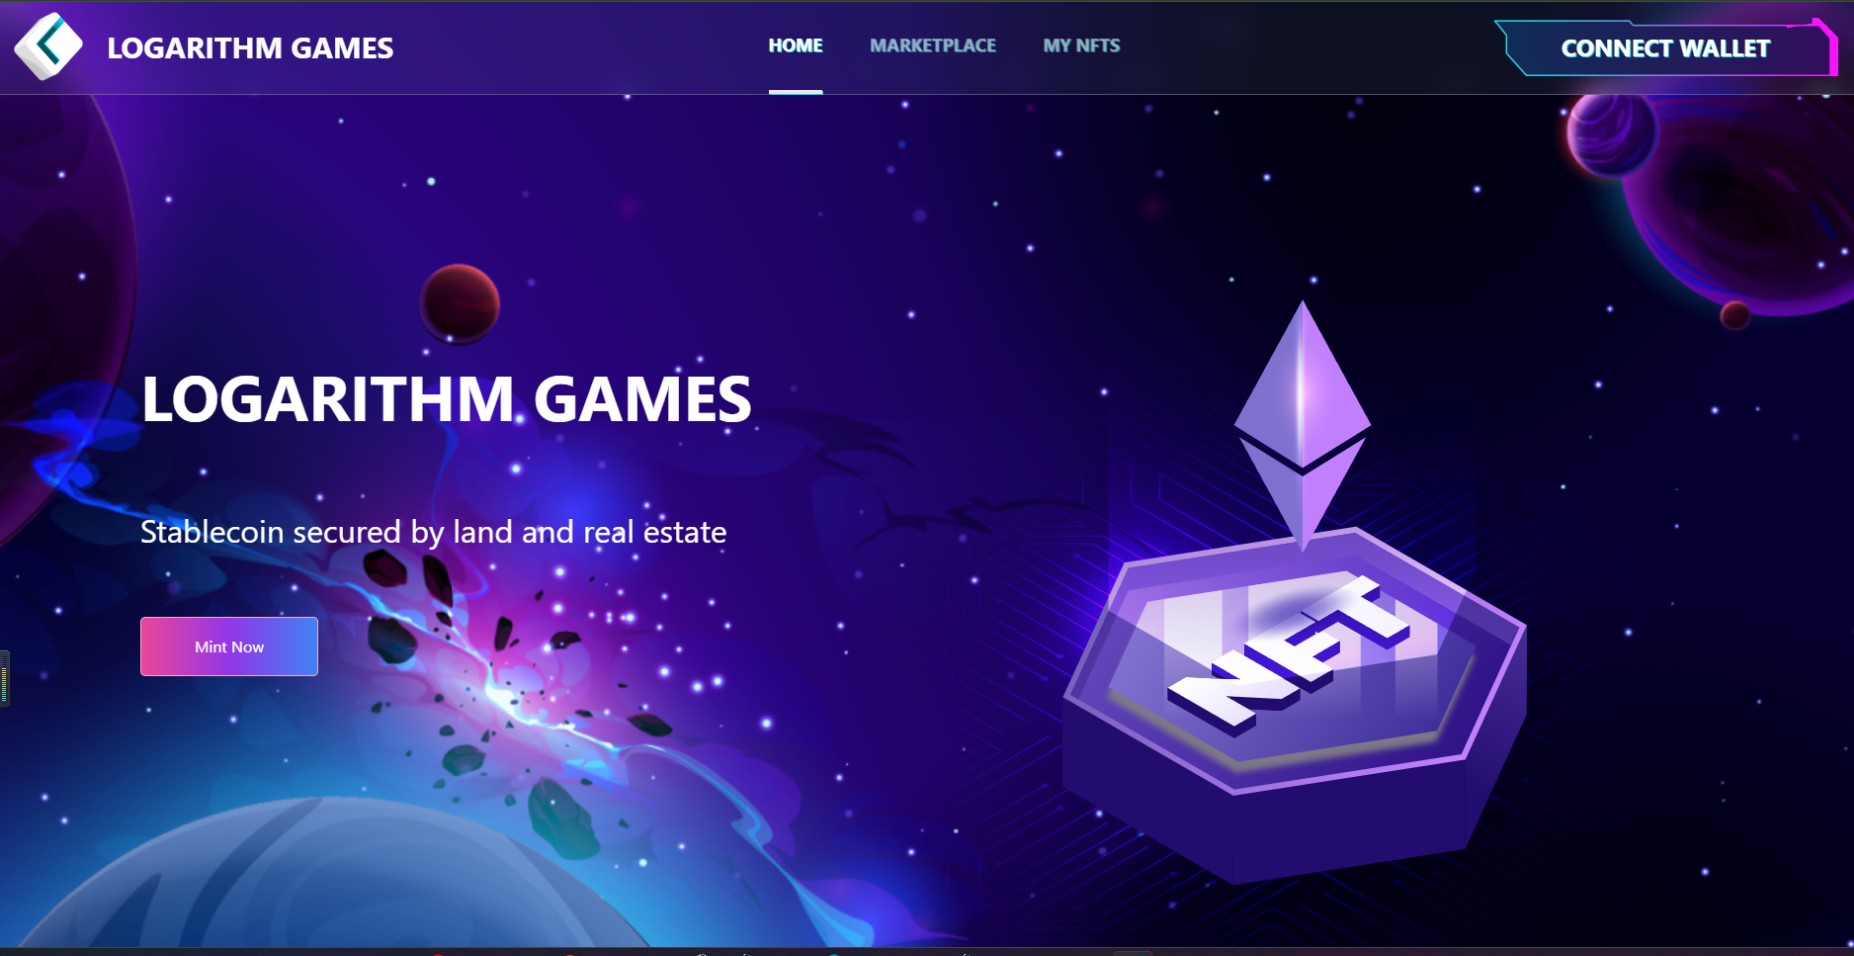 LOGARITHM GAMES
HOME
MARKETPLACE
MY NFTS
CONNECT WALLET
LOGARITHM GAMES
Stablecoin secured by land and real estate
Mint Now
NFT